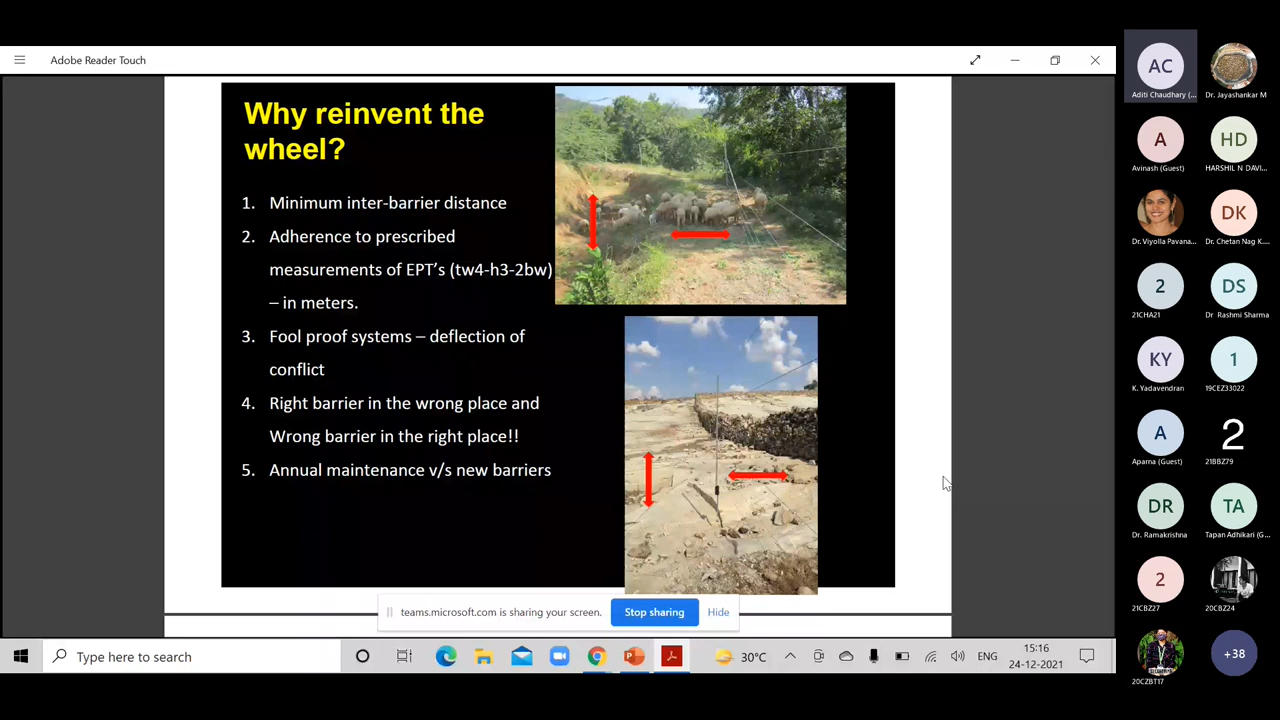 Adobe Reader Touch
Why reinvent the
wheel?
1. Minimum inter-barrier distance
2. Adherence to prescribed
measurements of EPT's (tw4-h3-2bw)
– in meters.
3. Fool proof systems – deflection of
conflict
4. Right barrier in the wrong place and
Wrong barrier in the right place!!
5. Annual maintenance v/s new barriers
teams.microsoft.com is sharing your screen.
Stop sharing
Hide
Type here to search
30°C
ENG
15:16
24-12-2021
AC
Aditi Chaudhary (...
Dr. Jayashankar M
A
Avinash (Guest)
HD
HARSHIL N DAVI...
Dr. Viyolla Pavana...
DK
Dr. Chetan Nag K....
2
21CHA21
DS
Dr Rashmi Sharma
KY
K. Yadavendran
1
19CEZ33022
A
Aparna (Guest)
2
21BBZ79
DR
Dr. Ramakrishna
TA
Tapan Adhikari (G...
2
21CBZ27
20CBZ24
20CZBT17
+38